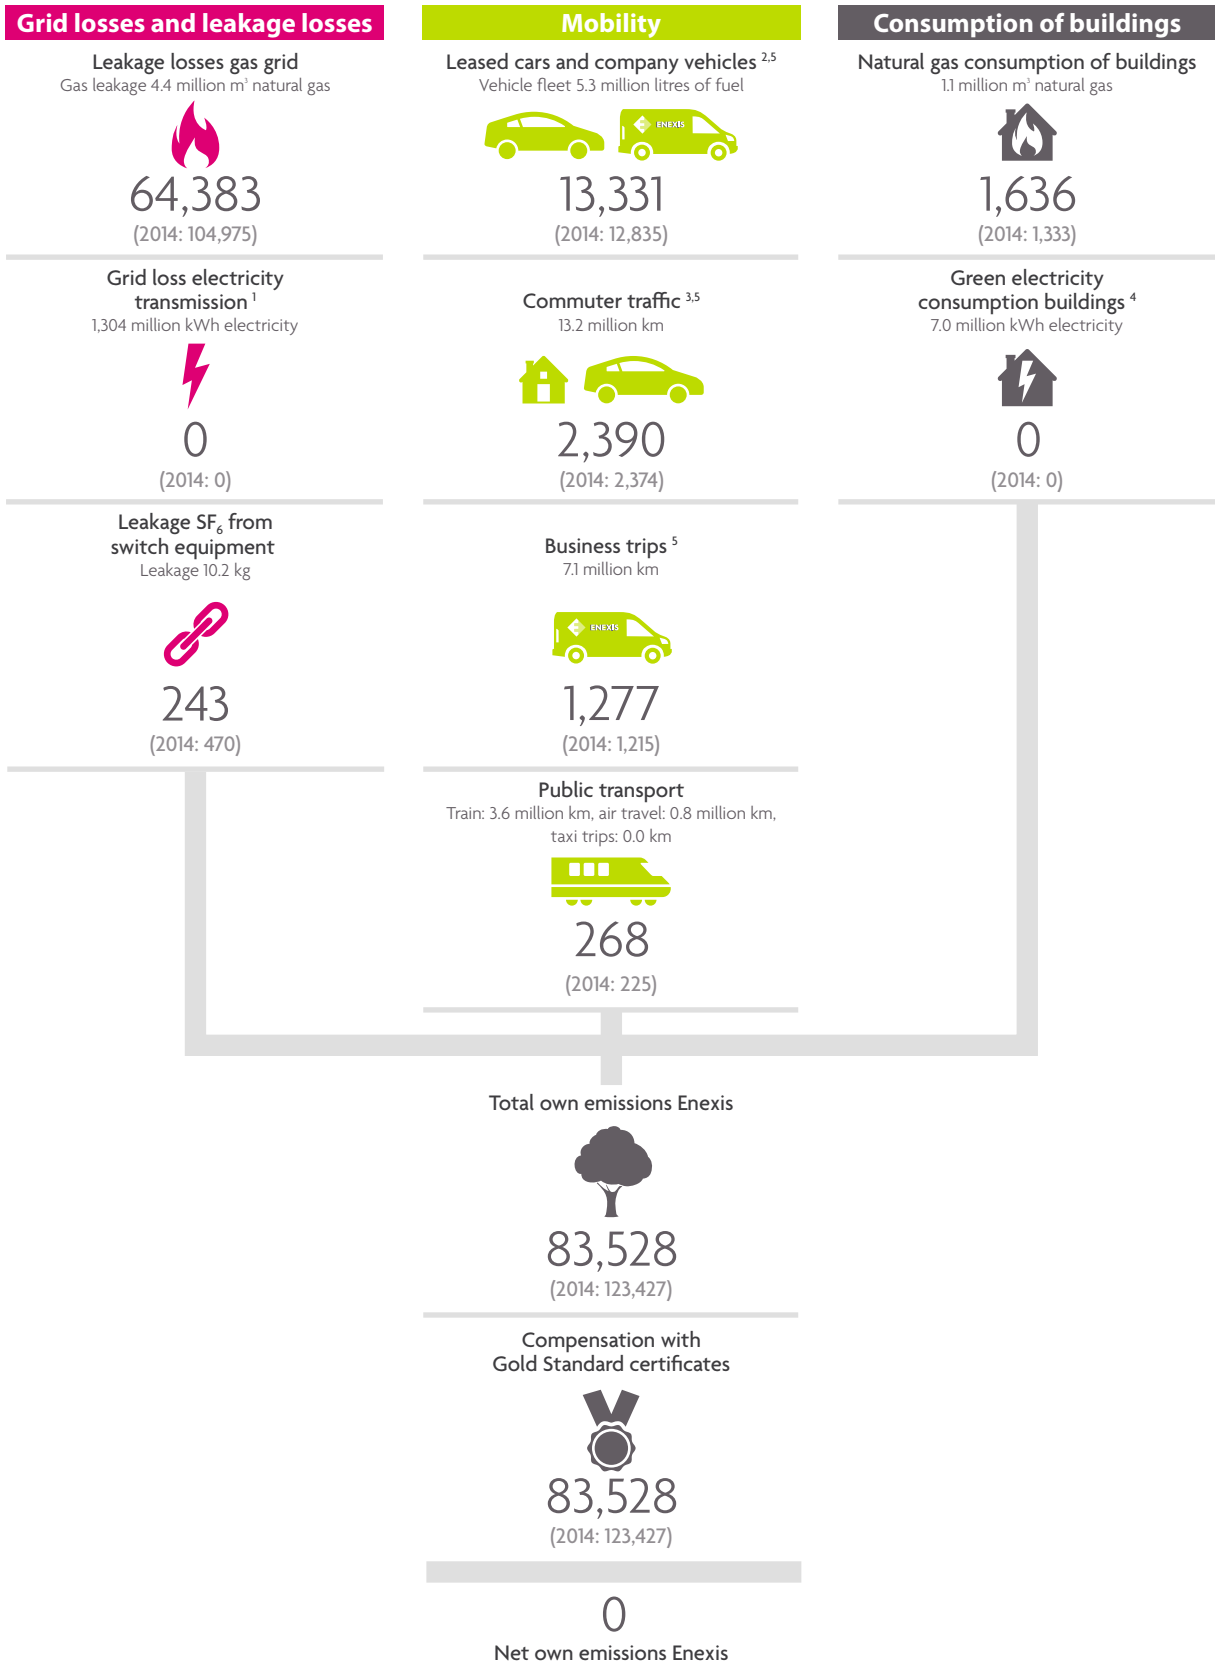 Grid losses and leakage losses
Leakage losses gas grid
Gas leakage 4.4 million m³ natural gas
64,383
(2014: 104,975)
Grid loss electricity
transmission ¹
1,304 million kWh electricity
0
(2014: 0)
Leakage SF₆ from
switch equipment
Leakage 10.2 kg
243
(2014: 470)
Mobility
Leased cars and company vehicles ²,⁵
Vehicle fleet 5.3 million litres of fuel
ENEXIS
13,331
(2014: 12,835)
Commuter traffic ³,⁵
13.2 million km
2,390
(2014: 2,374)
Business trips ⁵
7.1 million km
ENEXIS
1,277
(2014: 1,215)
Public transport
Train: 3.6 million km, air travel: 0.8 million km,
taxi trips: 0.0 km
268
(2014: 225)
Consumption of buildings
Natural gas consumption of buildings
1.1 million m³ natural gas
1,636
(2014: 1,333)
Green electricity
consumption buildings ⁴
7.0 million kWh electricity
0
(2014: 0)
Total own emissions Enexis
83,528
(2014: 123,427)
Compensation with
Gold Standard certificates
83,528
(2014: 123,427)
0
Net own emissions Enexis